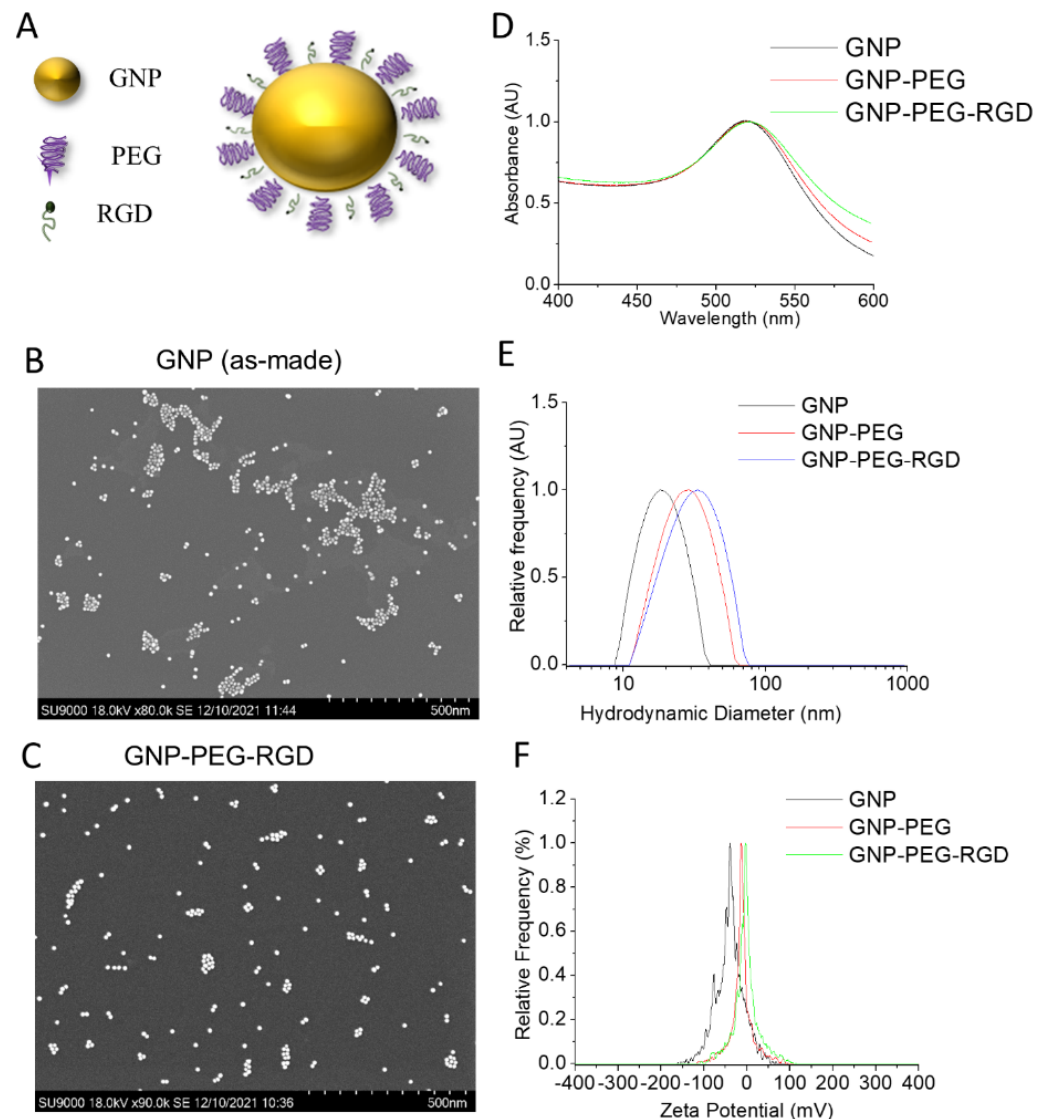 A
GNP
PEG
RGD
B
GNP (as-made)
SU9000 18.0kV x80.0k SE 12/10/2021 11:44
500nm
C
GNP-PEG-RGD
SU9000 18.0kV x90.0k SE 12/10/2021 10:36
500nm
D
GNP
GNP-PEG
GNP-PEG-RGD
Absorbance (AU)
1.5
1.0
0.5
0.0
400 450 500 550 600
Wavelength (nm)
E
GNP
GNP-PEG
GNP-PEG-RGD
Relative frequency (AU)
1.5
1.0
0.5
0.0
10 100 1000
Hydrodynamic Diameter (nm)
F
GNP
GNP-PEG
GNP-PEG-RGD
Relative Frequency (%)
1.2
1.0
0.8
0.6
0.4
0.2
0.0
-400 -300 -200 -100 0 100 200 300 400
Zeta Potential (mV)